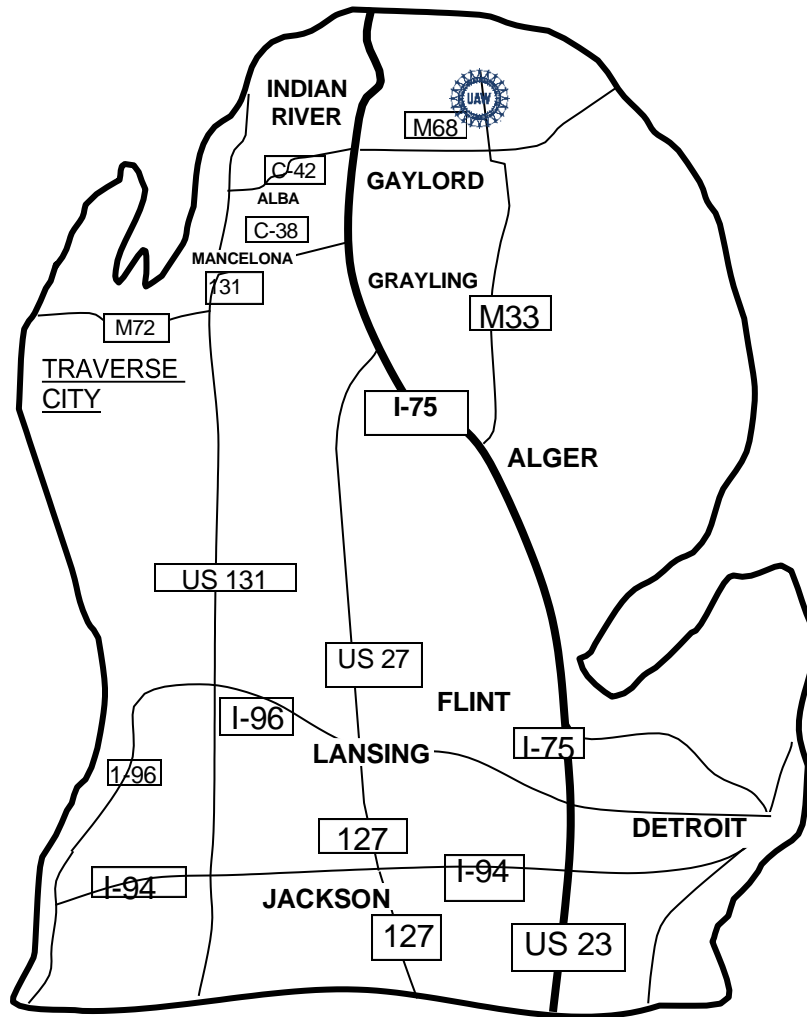 INDIAN
RIVER
UAW
M68
C-42
GAYLORD
ALBA
C-38
MANCELONA
131
GRAYLING
M33
M72
TRAVERSE
CITY
I-75
ALGER
US 131
US 27
FLINT
I-96
I-75
LANSING
1-96
127
DETROIT
I-94
I-94
JACKSON
127
US 23